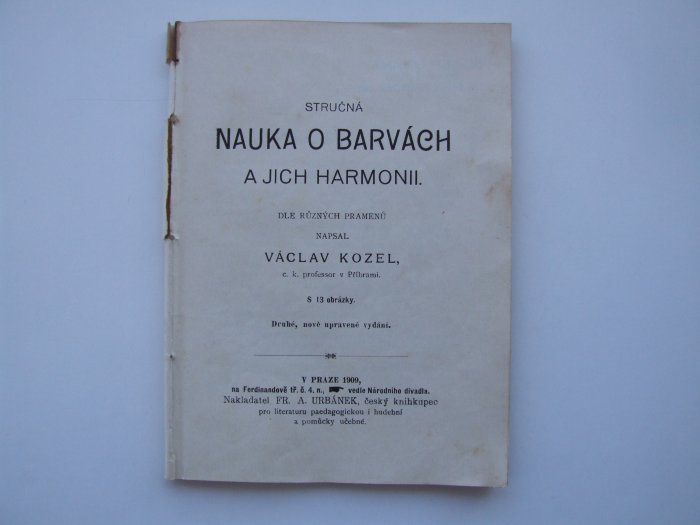 STRUČNÁ
NAUKA O BARVÁCH
A JICH HARMONII.
DLE RŮZNÝCH PRAMENŮ
NAPSAL
VÁCLAV KOZEL,
c. k. professor v Příbrami.
S 13 obrázky.
Druhé, nově upravené vydání.
V PRAZE 1909,
na Ferdinandově tř. č. 4. n., ☛ vedle Národního divadla.
Nakladatel FR. A. URBÁNEK, český knihkupec
pro literaturu paedagogickou i hudební
a pomůcky učebné.